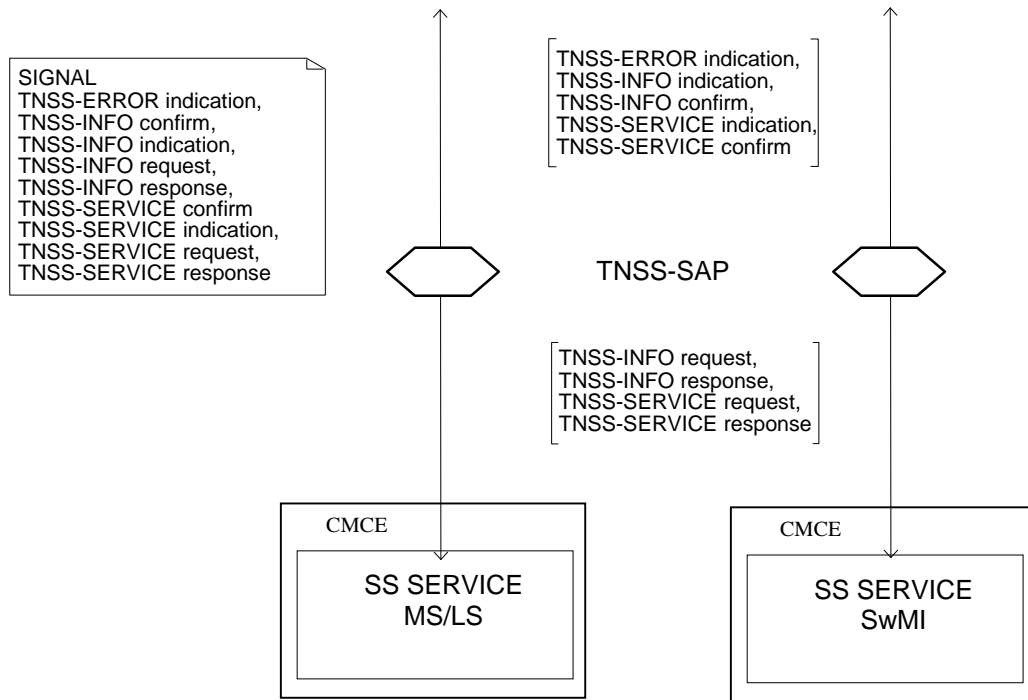 SIGNAL
TNSS-ERROR indication,
TNSS-INFO confirm,
TNSS-INFO indication,
TNSS-INFO request,
TNSS-INFO response,
TNSS-SERVICE confirm
TNSS-SERVICE indication,
TNSS-SERVICE request,
TNSS-SERVICE response
TNSS-ERROR indication,
TNSS-INFO indication,
TNSS-INFO confirm,
TNSS-SERVICE indication,
TNSS-SERVICE confirm
TNSS-SAP
TNSS-INFO request,
TNSS-INFO response,
TNSS-SERVICE request,
TNSS-SERVICE response
CMCE
SS SERVICE
MS/LS
CMCE
SS SERVICE
SwMI